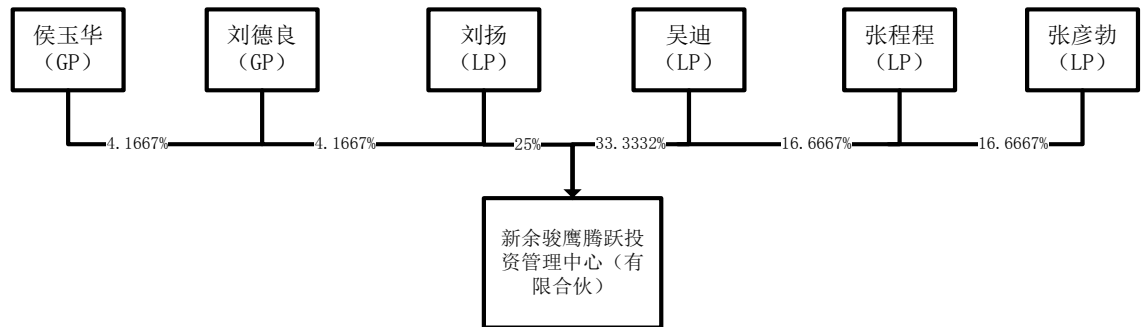 侯玉华
（GP）
刘德良
（GP）
刘扬
（LP）
吴迪
（LP）
张程程
（LP）
张彦勃
（LP）
4.1667%
4.1667%
25%
33.3332%
16.6667%
16.6667%
新余骏鹰腾跃投
资管理中心（有
限合伙）